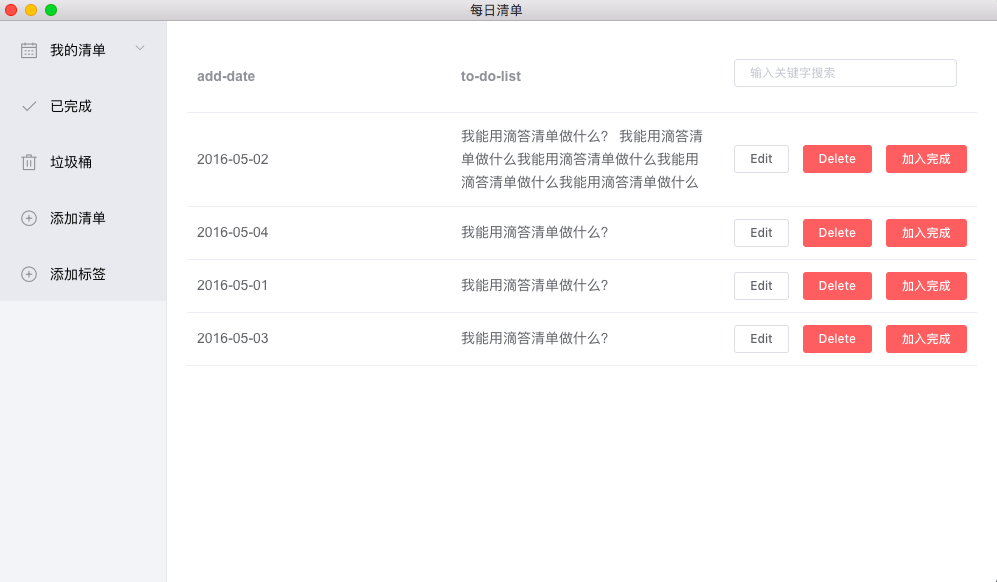 每日清单
我的清单
已完成
垃圾桶
添加清单
添加标签
add-date to-do-list 输入关键字搜索
2016-05-02
我能用滴答清单做什么? 我能用滴答清
单做什么我能用滴答清单做什么我能用
滴答清单做什么我能用滴答清单做什么
Edit Delete 加入完成
2016-05-04 我能用滴答清单做什么? Edit Delete 加入完成
2016-05-01 我能用滴答清单做什么? Edit Delete 加入完成
2016-05-03 我能用滴答清单做什么? Edit Delete 加入完成